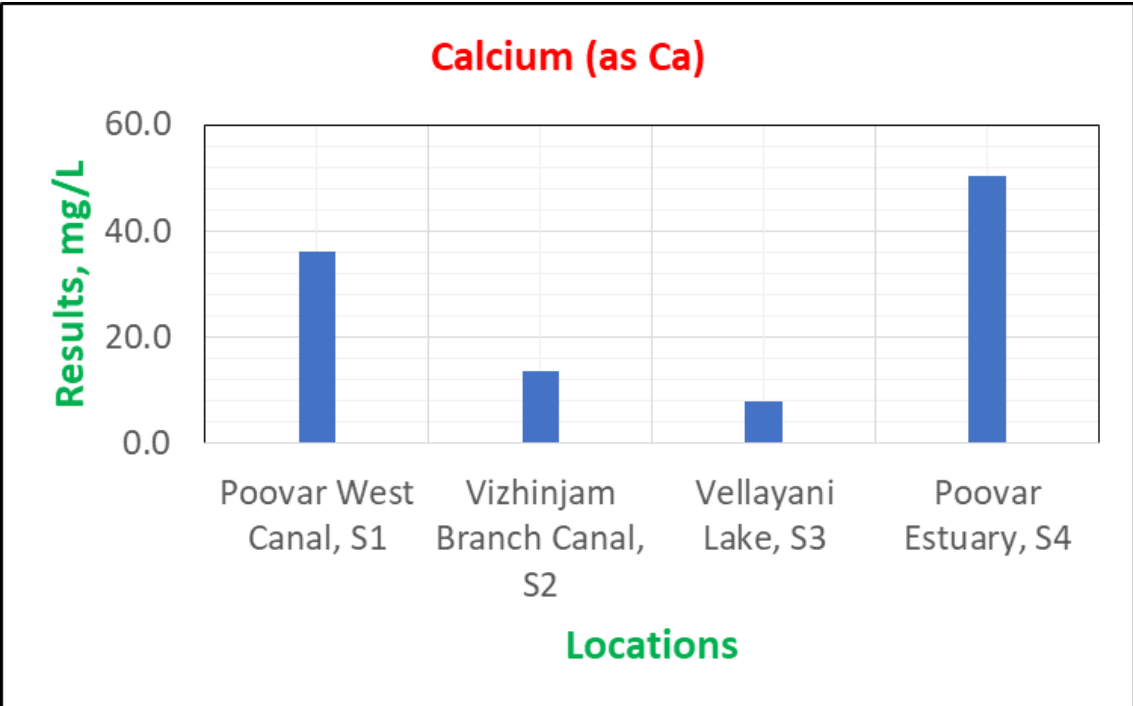 Calcium (as Ca)
Results, mg/L
60.0
40.0
20.0
0.0
Poovar West
Canal, S1
Vizhinjam
Branch Canal,
S2
Vellayani
Lake, S3
Poovar
Estuary, S4
Locations